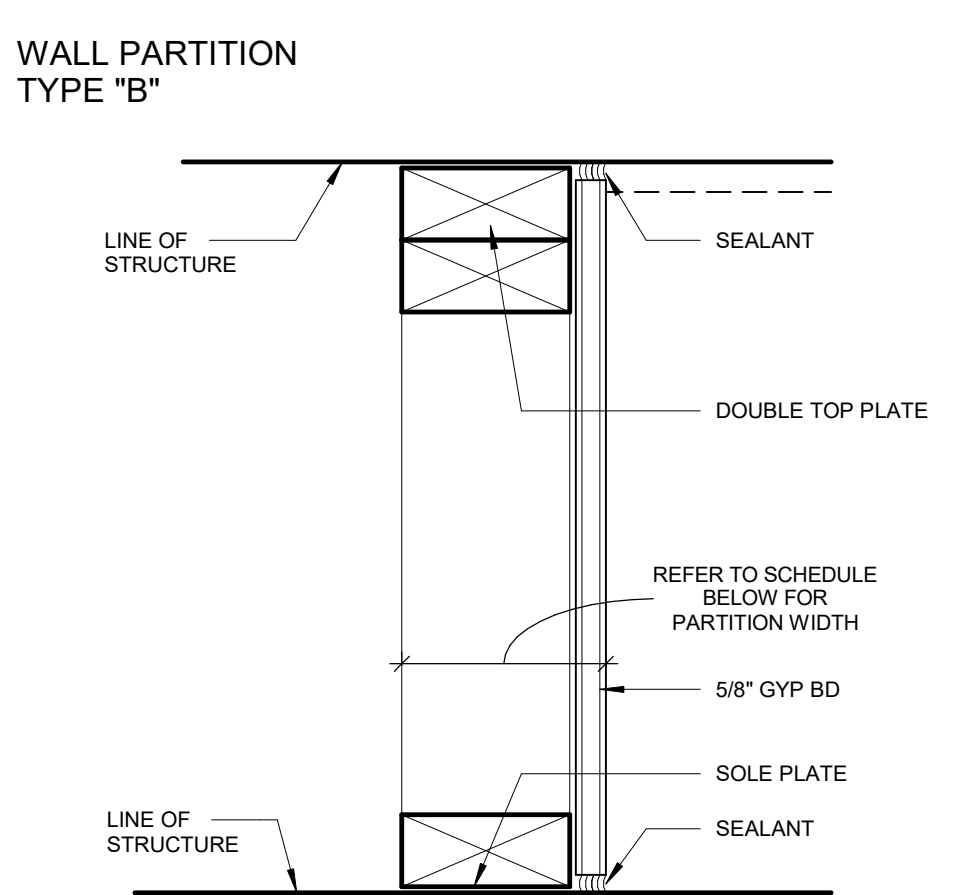 WALL PARTITION
TYPE "B"
LINE OF
STRUCTURE
SEALANT
DOUBLE TOP PLATE
REFER TO SCHEDULE
BELOW FOR
PARTITION WIDTH
5/8" GYP BD
SOLE PLATE
LINE OF
STRUCTURE
SEALANT